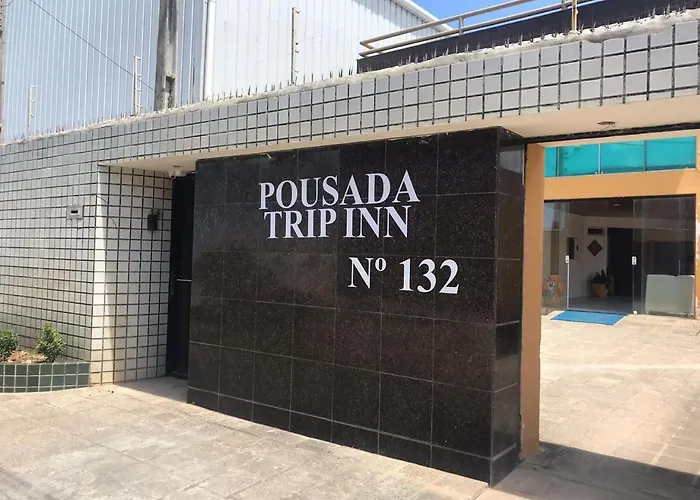 POUSADA
TRIP INN
Nº 132